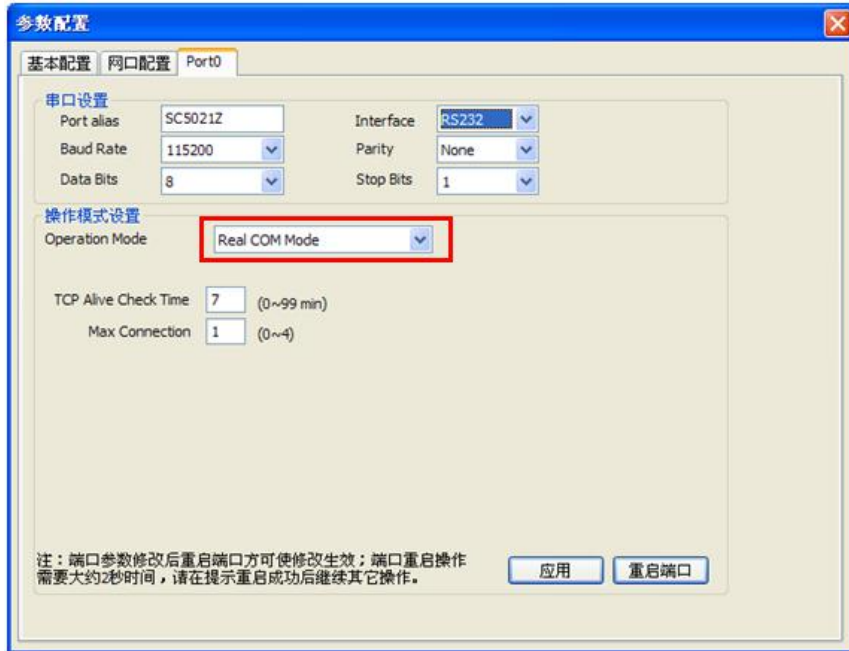 参数配置
基本配置 网口配置 Port0
串口设置
Port alias SC5021Z Interface RS232
Baud Rate 115200 Parity None
Data Bits 8 Stop Bits 1
操作模式设置
Operation Mode Real COM Mode
TCP Alive Check Time 7 (0~99 min)
Max Connection 1 (0~4)
注：端口参数修改后重启端口方可使修改生效；端口重启操作
需要大约2秒时间，请在提示重启成功后继续其它操作。
应用 重启端口